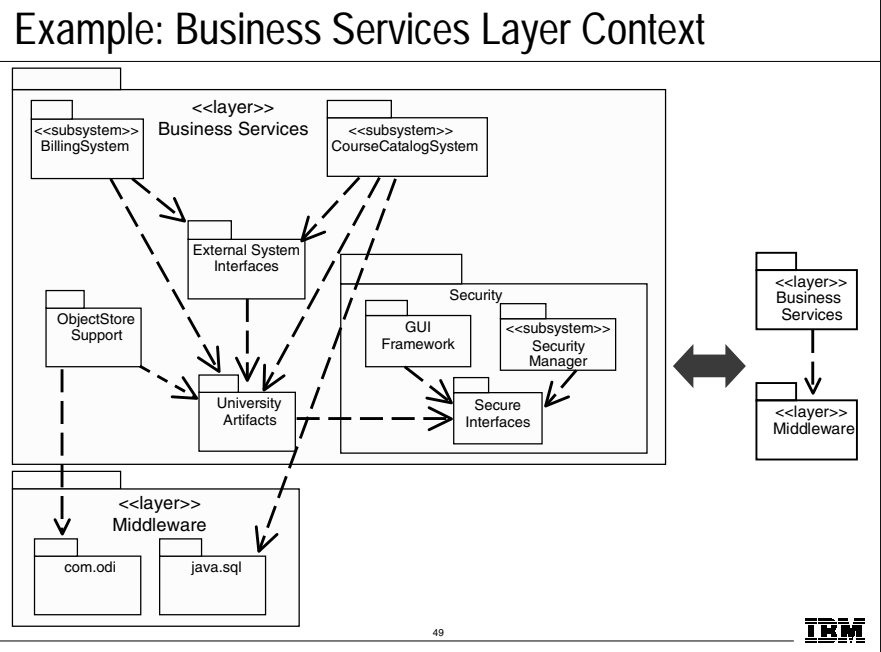 Example: Business Services Layer Context
<<layer>>
Business Services
<<subsystem>>
BillingSystem
<<subsystem>>
CourseCatalogSystem
External System
Interfaces
ObjectStore
Support
Security
GUI
Framework
<<subsystem>>
Security
Manager
University
Artifacts
Secure
Interfaces
<<layer>>
Middleware
com.odi
java.sql
<<layer>>
Business
Services
<<layer>>
Middleware
49
IBM